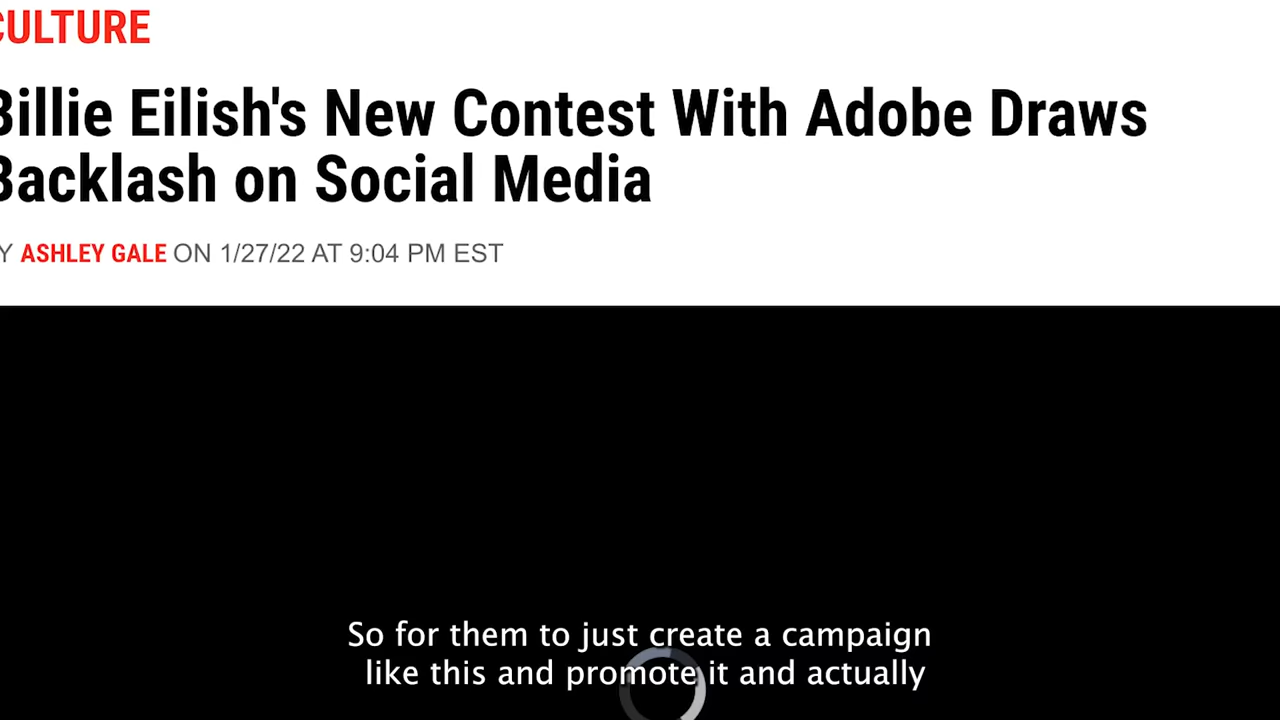 CULTURE
Billie Eilish's New Contest With Adobe Draws
Backlash on Social Media
BY ASHLEY GALE ON 1/27/22 AT 9:04 PM EST
So for them to just create a campaign
like this and promote it and actually